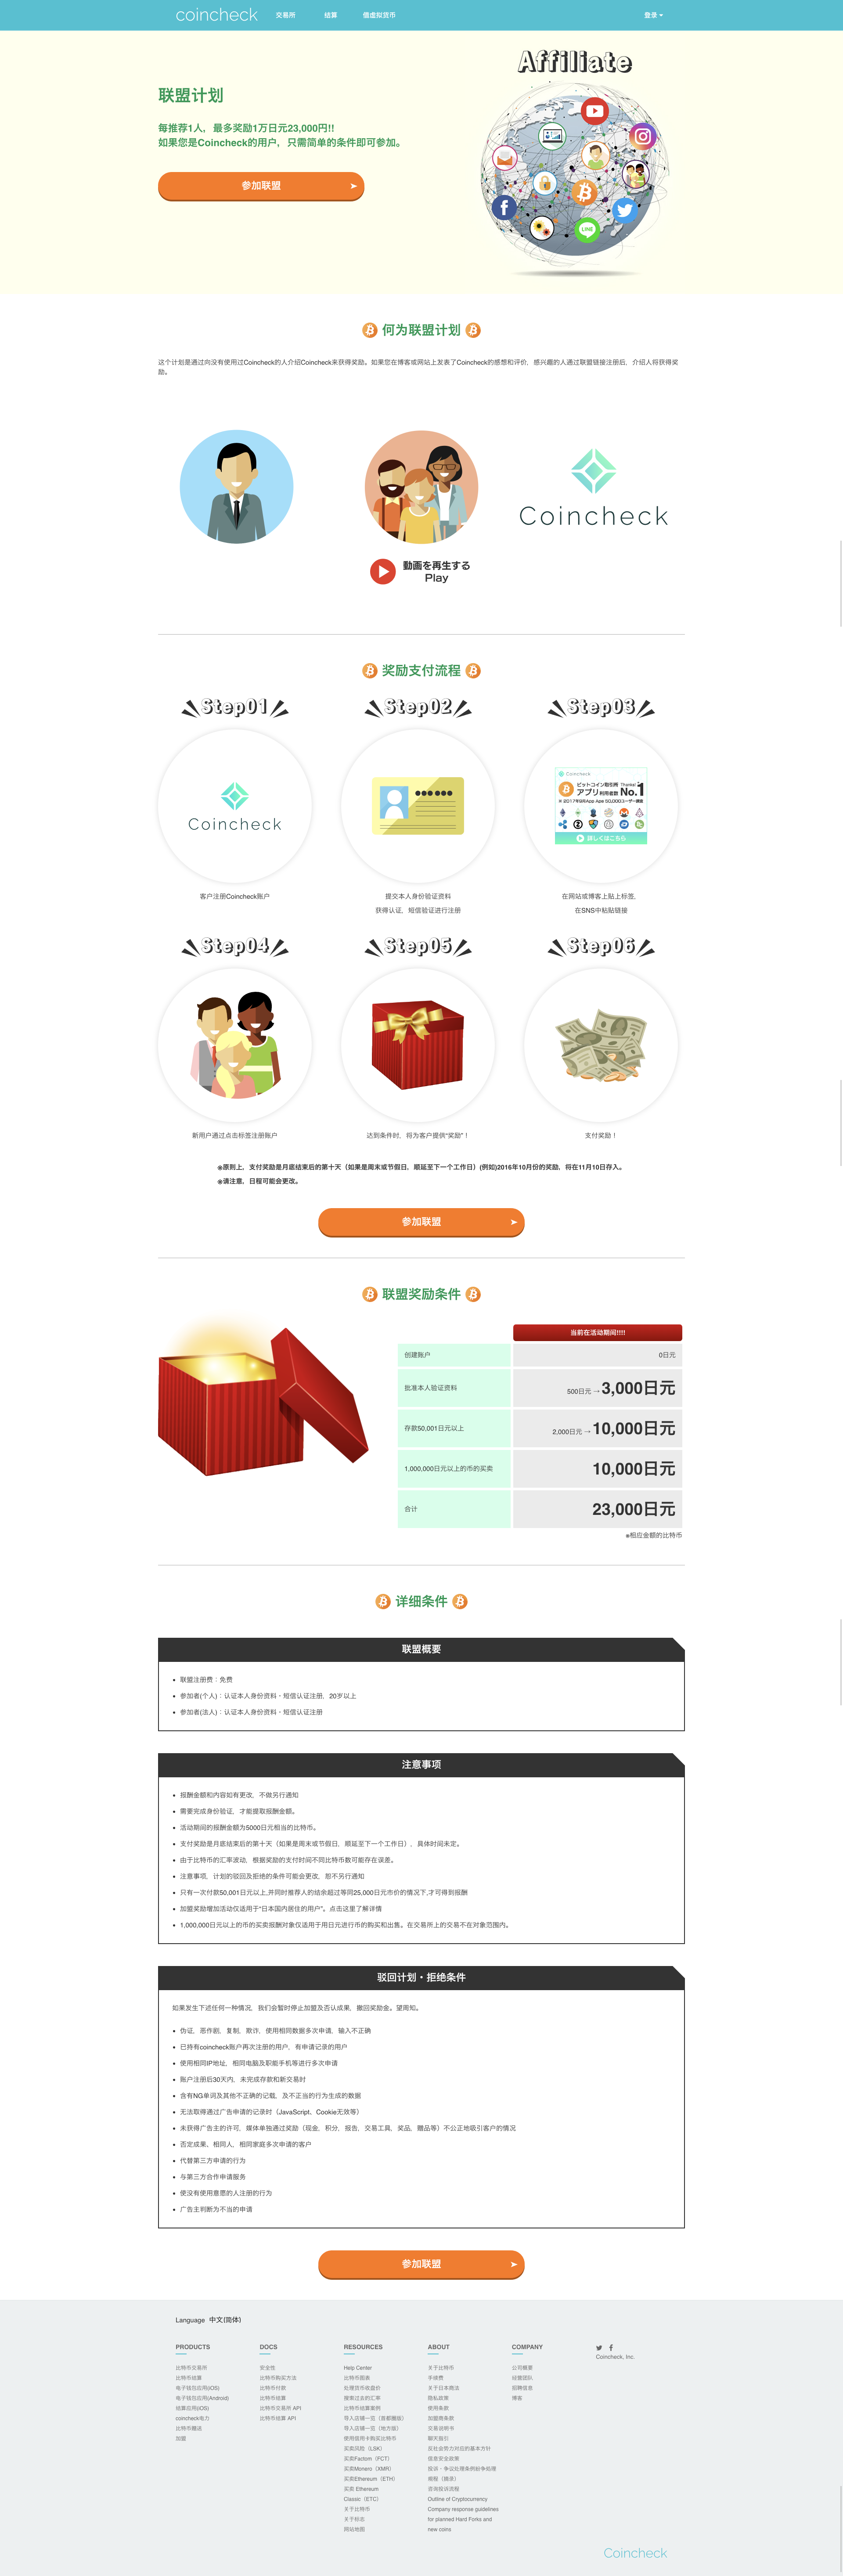 coincheck 交易所 结算 借虚拟货币 登录
Affiliate
联盟计划
每推荐1人，最多奖励1万日元23,000円!!
如果您是Coincheck的用户，只需简单的条件即可参加。
参加联盟
LINE
何为联盟计划
这个计划是通过向没有使用过Coincheck的人介绍Coincheck来获得奖励。如果您在博客或网站上发表了Coincheck的感想和评价，感兴趣的人通过联盟链接注册后，介绍人将获得奖
励。
Coincheck
動画を再生する
Play
奖励支付流程
Step01 Step02 Step03
Coincheck
Coincheck
ビットコイン取引所
アプリ利用者数 No.1
詳しくはこちら
客户注册Coincheck账户
提交本人身份验证资料
获得认证，短信验证进行注册
在网站或博客上贴上标签，
在SNS中粘贴链接
Step04 Step05 Step06
新用户通过点击标签注册账户
达到条件时，将为客户提供“奖励”！
支付奖励！
※原则上，支付奖励是月底结束后的第十天（如果是周末或节假日，顺延至下一个工作日）(例如)2016年10月份的奖励，将在11月10日存入。
※请注意，日程可能会更改。
参加联盟
联盟奖励条件
当前在活动期间!!!!
创建账户 0日元
批准本人验证资料 500日元 → 3,000日元
存款50,001日元以上 2,000日元 → 10,000日元
1,000,000日元以上的币的买卖 10,000日元
合计 23,000日元
※相应金额的比特币
详细条件
联盟概要
联盟注册费：免费
参加者(个人)：认证本人身份资料・短信认证注册，20岁以上
参加者(法人)：认证本人身份资料・短信认证注册
注意事项
报酬金额和内容如有更改，不做另行通知
需要完成身份验证，才能提取报酬金额。
活动期间的报酬金额为5000日元相当的比特币。
支付奖励是月底结束后的第十天（如果是周末或节假日，顺延至下一个工作日），具体时间未定。
由于比特币的汇率波动，根据奖励的支付时间不同比特币数可能存在误差。
注意事项，计划的驳回及拒绝的条件可能会更改，恕不另行通知
只有一次付款50,001日元以上,并同时推荐人的结余超过等同25,000日元市价的情况下,才可得到报酬
加盟奖励增加活动仅适用于“日本国内居住的用户”。点击这里了解详情
1,000,000日元以上的币的买卖报酬对象仅适用于用日元进行币的购买和出售。在交易所上的交易不在对象范围内。
驳回计划・拒绝条件
如果发生下述任何一种情况，我们会暂时停止加盟及否认成果，撤回奖励金。望周知。
伪证，恶作剧，复制，欺诈，使用相同数据多次申请，输入不正确
已持有coincheck账户再次注册的用户，有申请记录的用户
使用相同IP地址，相同电脑及职能手机等进行多次申请
账户注册后30天内，未完成存款和新交易时
含有NG单词及其他不正确的记载，及不正当的行为生成的数据
无法取得通过广告申请的记录时（JavaScript、Cookie无效等）
未获得广告主的许可，媒体单独通过奖励（现金，积分，报告，交易工具，奖品，赠品等）不公正地吸引客户的情况
否定成果，相同人，相同家庭多次申请的客户
代替第三方申请的行为
与第三方合作申请服务
使没有使用意愿的人注册的行为
广告主判断为不当的申请
参加联盟
Language 中文(简体)
PRODUCTS
比特币交易所
比特币结算
电子钱包应用(iOS)
电子钱包应用(Android)
结算应用(iOS)
coincheck电力
比特币赠送
加盟
DOCS
安全性
比特币购买方法
比特币付款
比特币结算
比特币交易所 API
比特币结算 API
RESOURCES
Help Center
比特币图表
处理货币收盘价
搜索过去的汇率
比特币结算案例
导入店铺一览（首都圈版）
导入店铺一览（地方版）
使用信用卡购买比特币
买卖风险（LSK）
买卖Factom（FCT）
买卖Monero（XMR）
买卖Ethereum（ETH）
买卖 Ethereum
Classic（ETC）
关于比特币
关于标志
网站地图
ABOUT
关于比特币
手续费
关于日本商法
隐私政策
使用条款
加盟商条款
交易说明书
聊天指引
反社会势力对应的基本方针
信息安全政策
投诉・争议处理条例纷争处理
规程（摘录）
咨询投诉流程
Outline of Cryptocurrency
Company response guidelines
for planned Hard Forks and
new coins
COMPANY
公司概要
经营团队
招聘信息
博客
Coincheck, Inc.
Coincheck